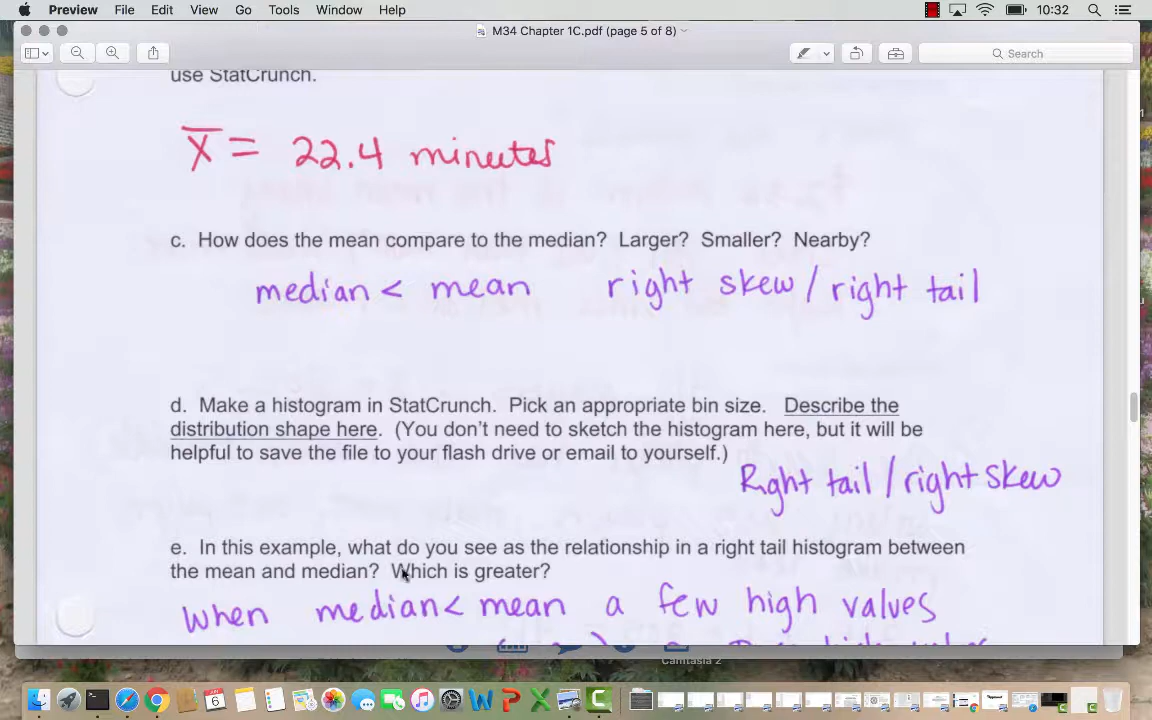 Preview File Edit View Go Tools Window Help 10:32
M34 Chapter 1C.pdf (page 5 of 8)
Search
use StatCrunch.
X̅ = 22.4 minutes
c. How does the mean compare to the median? Larger? Smaller? Nearby?
median < mean right skew / right tail
d. Make a histogram in StatCrunch. Pick an appropriate bin size. Describe the
distribution shape here. (You don't need to sketch the histogram here, but it will be
helpful to save the file to your flash drive or email to yourself.)
Right tail / right skew
e. In this example, what do you see as the relationship in a right tail histogram between
the mean and median? Which is greater?
when median < mean a few high values
Camtasia 2
6